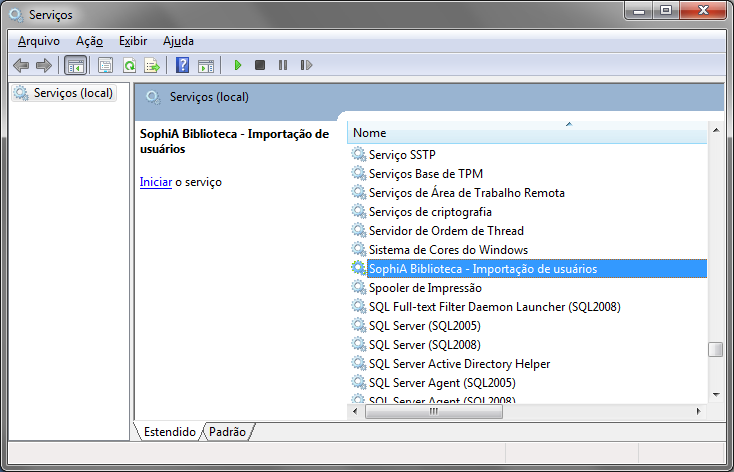 Serviços
Arquivo Ação Exibir Ajuda
Serviços (local)
Serviços (local)
SophiA Biblioteca - Importação de
usuários
Iniciar o serviço
Nome
Serviço SSTP
Serviços Base de TPM
Serviços de Área de Trabalho Remota
Serviços de criptografia
Servidor de Ordem de Thread
Sistema de Cores do Windows
SophiA Biblioteca - Importação de usuários
Spooler de Impressão
SQL Full-text Filter Daemon Launcher (SQL2008)
SQL Server (SQL2005)
SQL Server (SQL2008)
SQL Server Active Directory Helper
SQL Server Agent (SQL2005)
SQL Server Agent (SQL2008)
Estendido Padrão